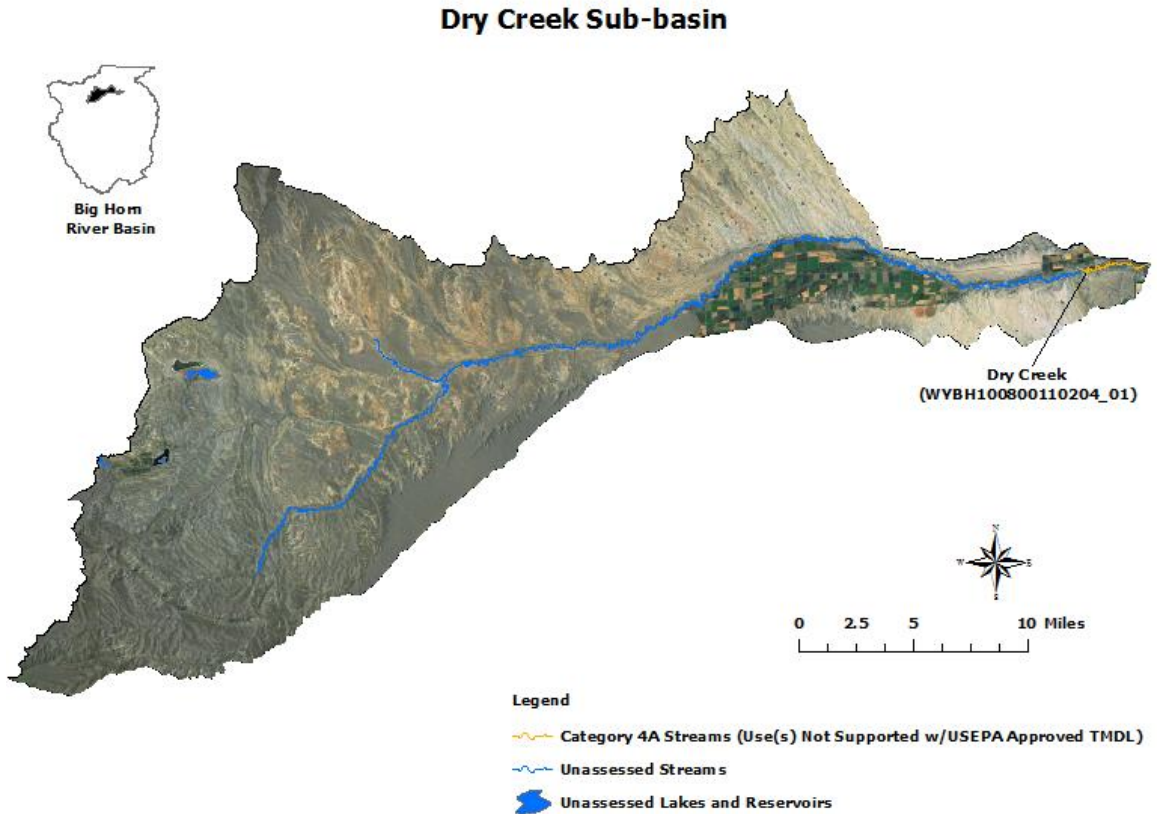 Dry Creek Sub-basin
Big Horn
River Basin
Dry Creek
(WYBH100800110204_01)
N
W
E
S
0 2.5 5 10 Miles
Legend
Category 4A Streams (Use(s) Not Supported w/USEPA Approved TMDL)
Unassessed Streams
Unassessed Lakes and Reservoirs